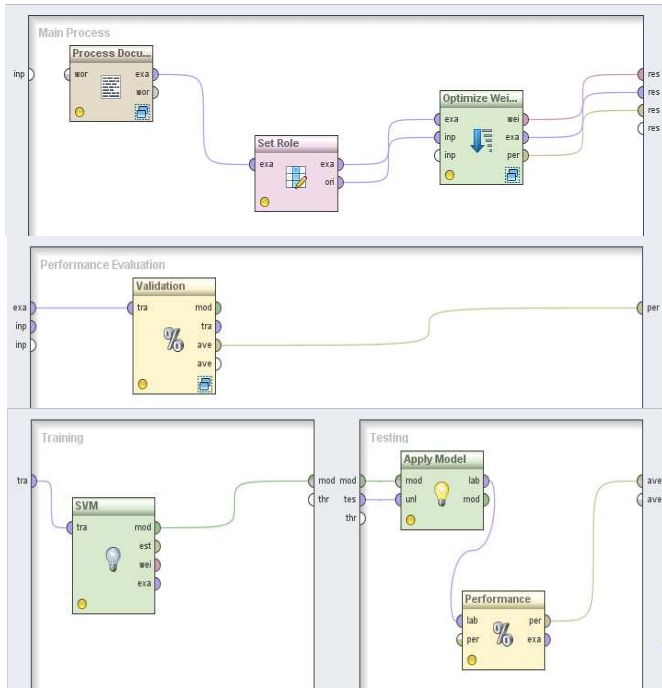 Main Process
Process Docu...
inp wor exa res
wor res
Optimize Wei... res
exa wei res
Set Role inp exa
exa exa inp per
ori
Performance Evaluation
Validation
exa tra mod per
inp tra
inp ave
ave
Training Testing
Apply Model
tra mod mod mod lab ave
SVM thr tes unl mod ave
tra mod thr
est
wei
exa
Performance
lab per
per exa